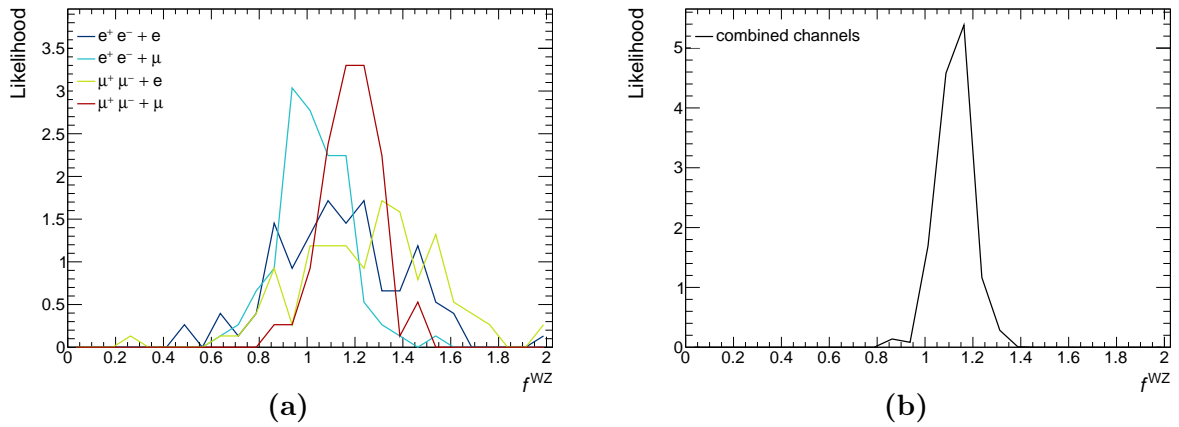 Likelihood
3.5
3
2.5
2
1.5
1
0.5
0
e⁺ e⁻ + e
e⁺ e⁻ + μ
μ⁺ μ⁻ + e
μ⁺ μ⁻ + μ
0 0.2 0.4 0.6 0.8 1 1.2 1.4 1.6 1.8 2
f^WZ
(a)
Likelihood
5
4
3
2
1
0
combined channels
0 0.2 0.4 0.6 0.8 1 1.2 1.4 1.6 1.8 2
f^WZ
(b)